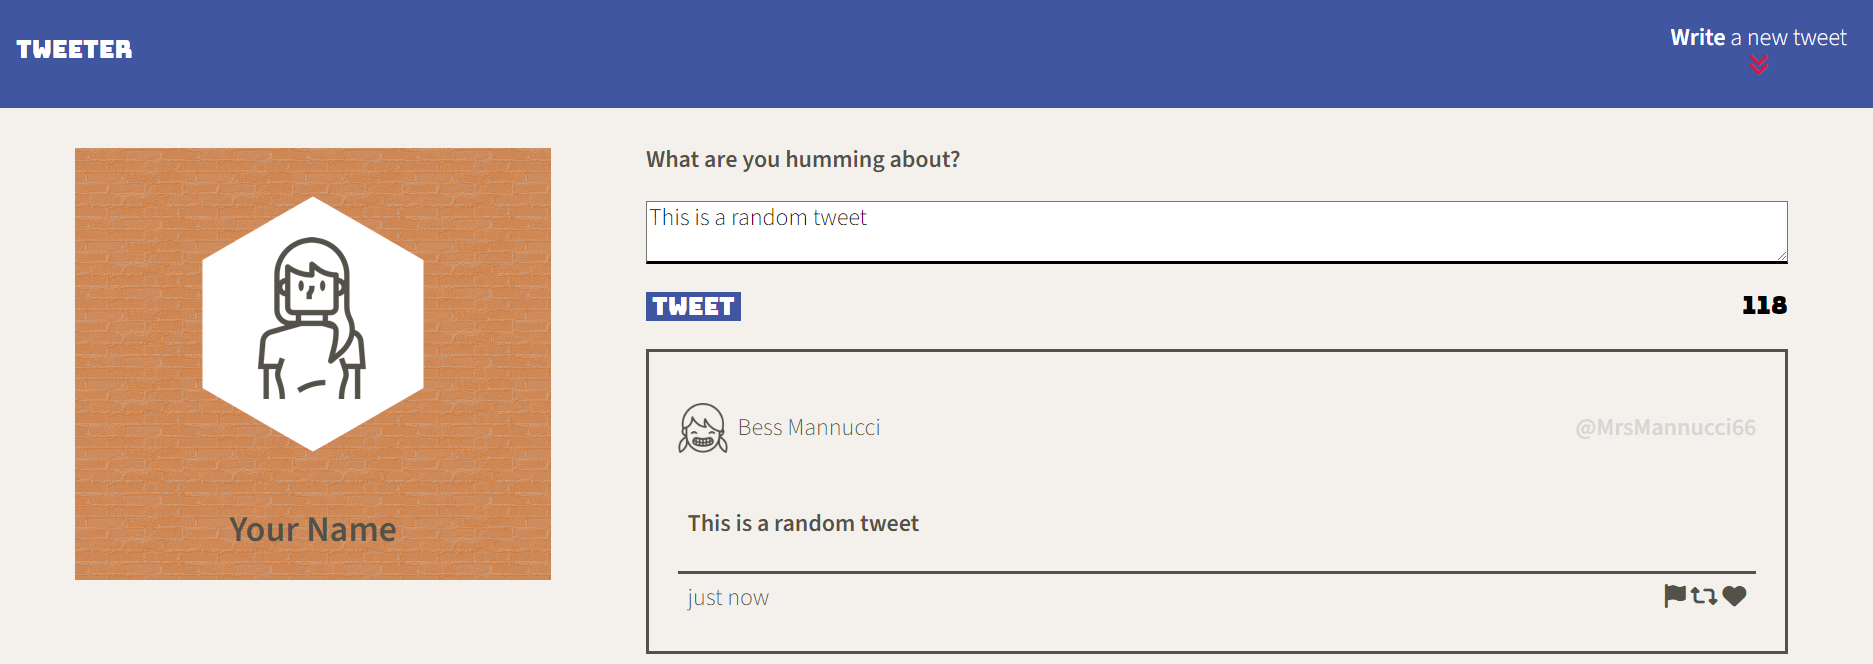 TWEETER
Write a new tweet
Your Name
What are you humming about?
This is a random tweet
TWEET
118
Bess Mannucci
@MrsMannucci66
This is a random tweet
just now